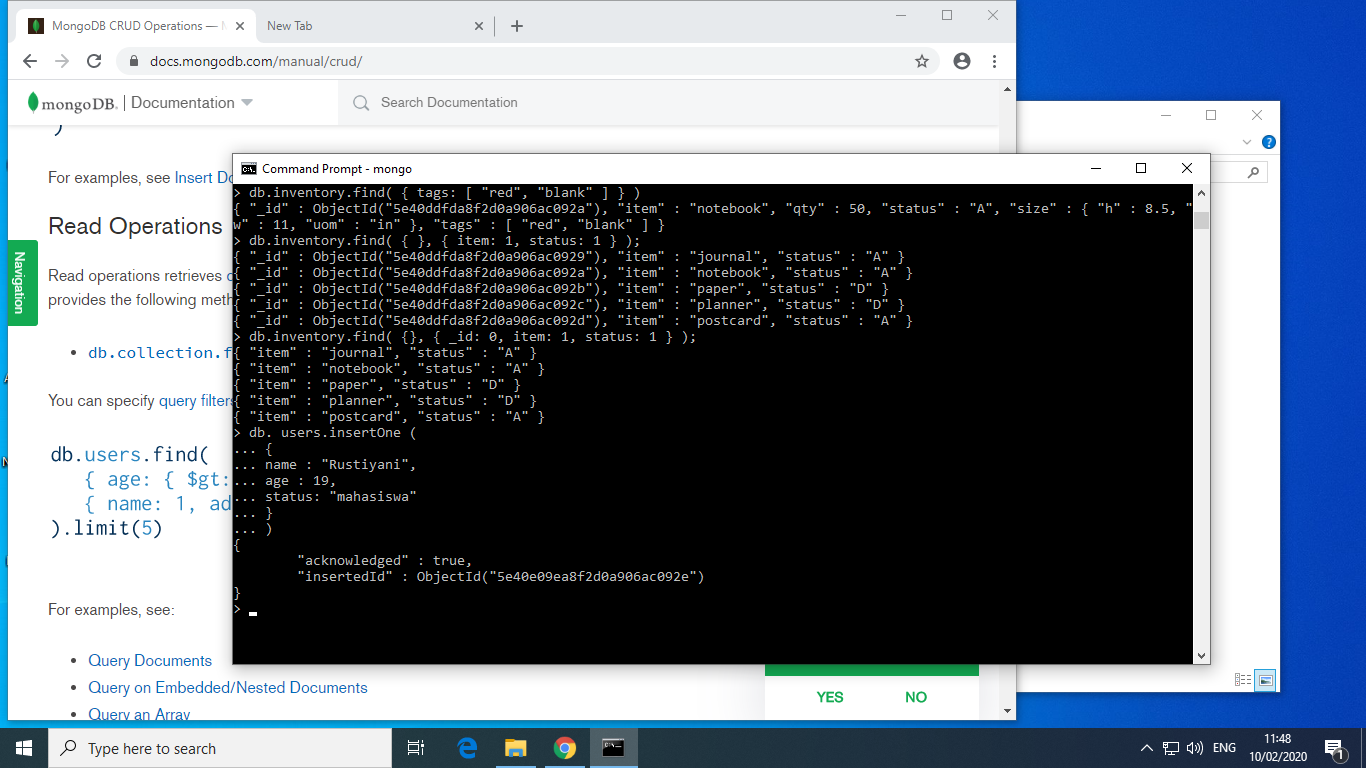 MongoDB CRUD Operations —
New Tab
docs.mongodb.com/manual/crud/
mongoDB. | Documentation
Search Documentation
)
For examples, see Insert Do
Read Operations
Navigation
Read operations retrieves
provides the following meth
db.collection.f
You can specify query filters
db.users.find(
{ age: { $gt:
{ name: 1, ad
).limit(5)
For examples, see:
Query Documents
Query on Embedded/Nested Documents
Query an Array
YES NO
Command Prompt - mongo
> db.inventory.find( { tags: [ "red", "blank" ] } )
{ "_id" : ObjectId("5e40ddfda8f2d0a906ac092a"), "item" : "notebook", "qty" : 50, "status" : "A", "size" : { "h" : 8.5, "
w" : 11, "uom" : "in" }, "tags" : [ "red", "blank" ] }
> db.inventory.find( { }, { item: 1, status: 1 } );
{ "_id" : ObjectId("5e40ddfda8f2d0a906ac0929"), "item" : "journal", "status" : "A" }
{ "_id" : ObjectId("5e40ddfda8f2d0a906ac092a"), "item" : "notebook", "status" : "A" }
{ "_id" : ObjectId("5e40ddfda8f2d0a906ac092b"), "item" : "paper", "status" : "D" }
{ "_id" : ObjectId("5e40ddfda8f2d0a906ac092c"), "item" : "planner", "status" : "D" }
{ "_id" : ObjectId("5e40ddfda8f2d0a906ac092d"), "item" : "postcard", "status" : "A" }
> db.inventory.find( {}, { _id: 0, item: 1, status: 1 } );
{ "item" : "journal", "status" : "A" }
{ "item" : "notebook", "status" : "A" }
{ "item" : "paper", "status" : "D" }
{ "item" : "planner", "status" : "D" }
{ "item" : "postcard", "status" : "A" }
> db. users.insertOne (
... {
... name : "Rustiyani",
... age : 19,
... status: "mahasiswa"
... }
... )
{
"acknowledged" : true,
"insertedId" : ObjectId("5e40e09ea8f2d0a906ac092e")
}
>
Type here to search
ENG
11:48
10/02/2020
1